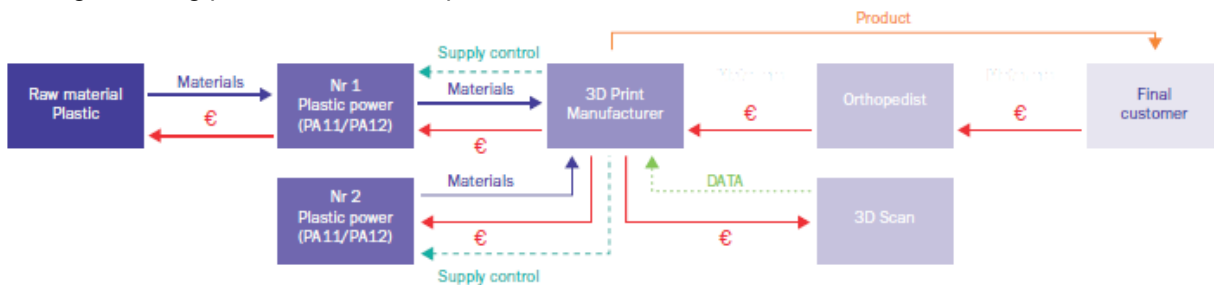 Product
Supply control
Raw material
Plastic
Materials
€
Nr 1
Plastic power
(PA11/PA12)
Materials
€
3D Print
Manufacturer
€
Orthopedist
€
Final
customer
Nr 2
Plastic power
(PA11/PA12)
Materials
€
Supply control
DATA
€
3D Scan